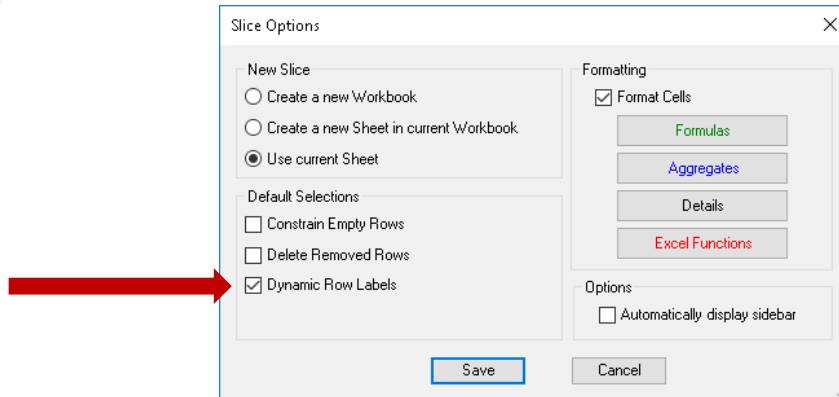 Slice Options
New Slice
Create a new Workbook
Create a new Sheet in current Workbook
Use current Sheet
Default Selections
Constrain Empty Rows
Delete Removed Rows
Dynamic Row Labels
Formatting
Format Cells
Formulas
Aggregates
Details
Excel Functions
Options
Automatically display sidebar
Save
Cancel